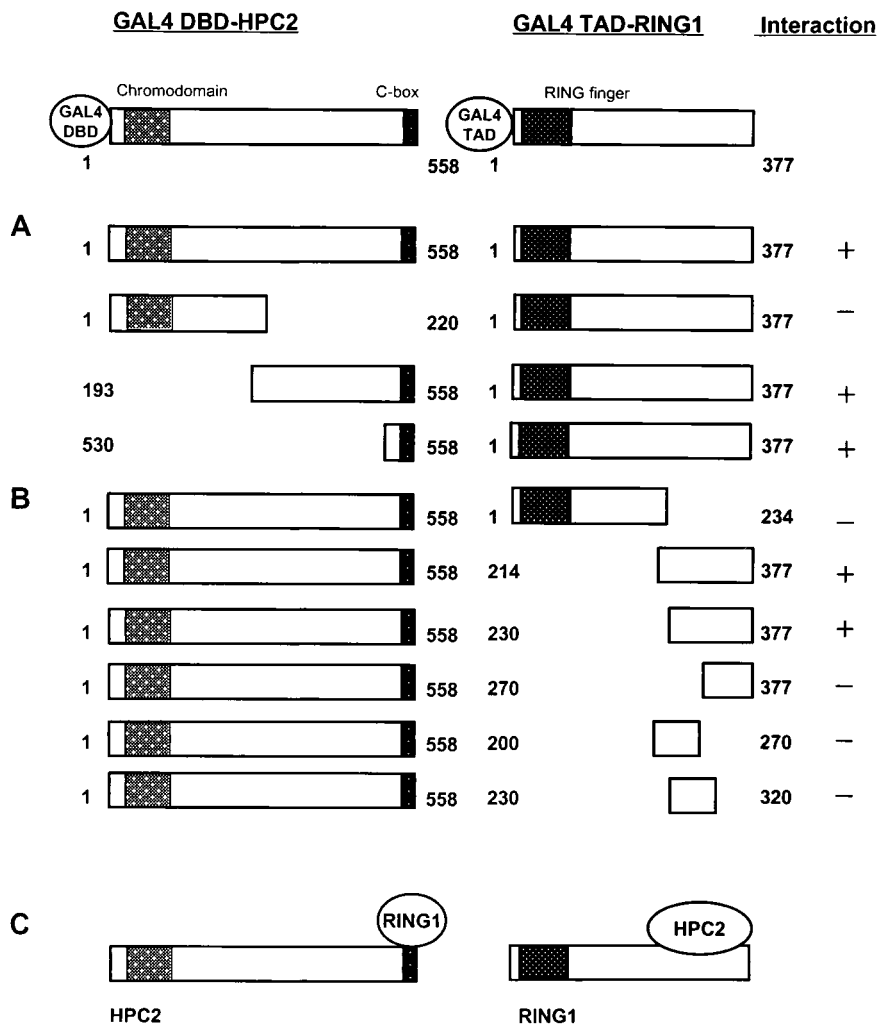 GAL4 DBD-HPC2 GAL4 TAD-RING1 Interaction
Chromodomain C-box RING finger
GAL4 DBD GAL4 TAD
1 558 1 377
A
1 558 1 377 +
1 220 1 377 –
193 558 1 377 +
530 558 1 377 +
B
1 558 1 234 –
1 558 214 377 +
1 558 230 377 +
1 558 270 377 –
1 558 200 270 –
1 558 230 320 –
C
RING1 HPC2
HPC2 RING1